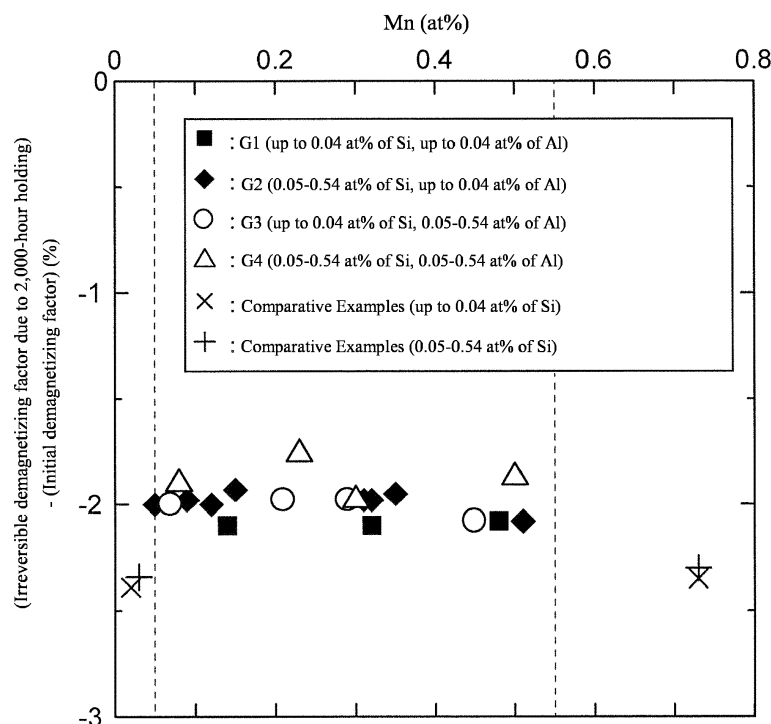 Mn (at%)
0 0.2 0.4 0.6 0.8
0
-1
-2
-3
(Irreversible demagnetizing factor due to 2,000-hour holding)
- (Initial demagnetizing factor) (%)
: G1 (up to 0.04 at% of Si, up to 0.04 at% of Al)
: G2 (0.05-0.54 at% of Si, up to 0.04 at% of Al)
: G3 (up to 0.04 at% of Si, 0.05-0.54 at% of Al)
: G4 (0.05-0.54 at% of Si, 0.05-0.54 at% of Al)
: Comparative Examples (up to 0.04 at% of Si)
: Comparative Examples (0.05-0.54 at% of Si)